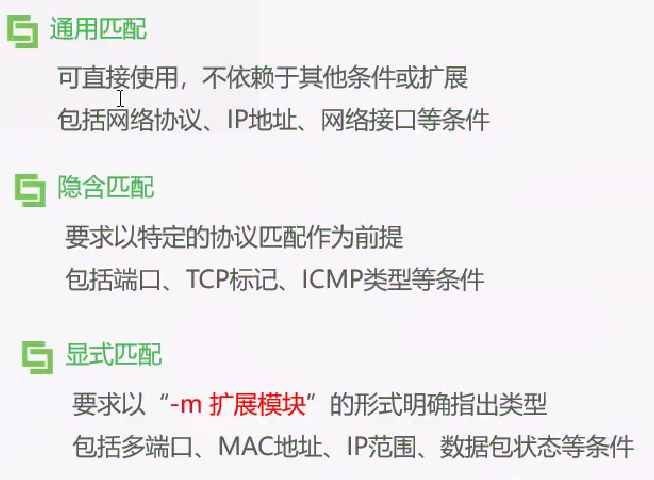 通用匹配
可直接使用，不依赖于其他条件或扩展
包括网络协议、IP地址、网络接口等条件
隐含匹配
要求以特定的协议匹配作为前提
包括端口、TCP标记、ICMP类型等条件
显式匹配
要求以“-m 扩展模块”的形式明确指出类型
包括多端口、MAC地址、IP范围、数据包状态等条件